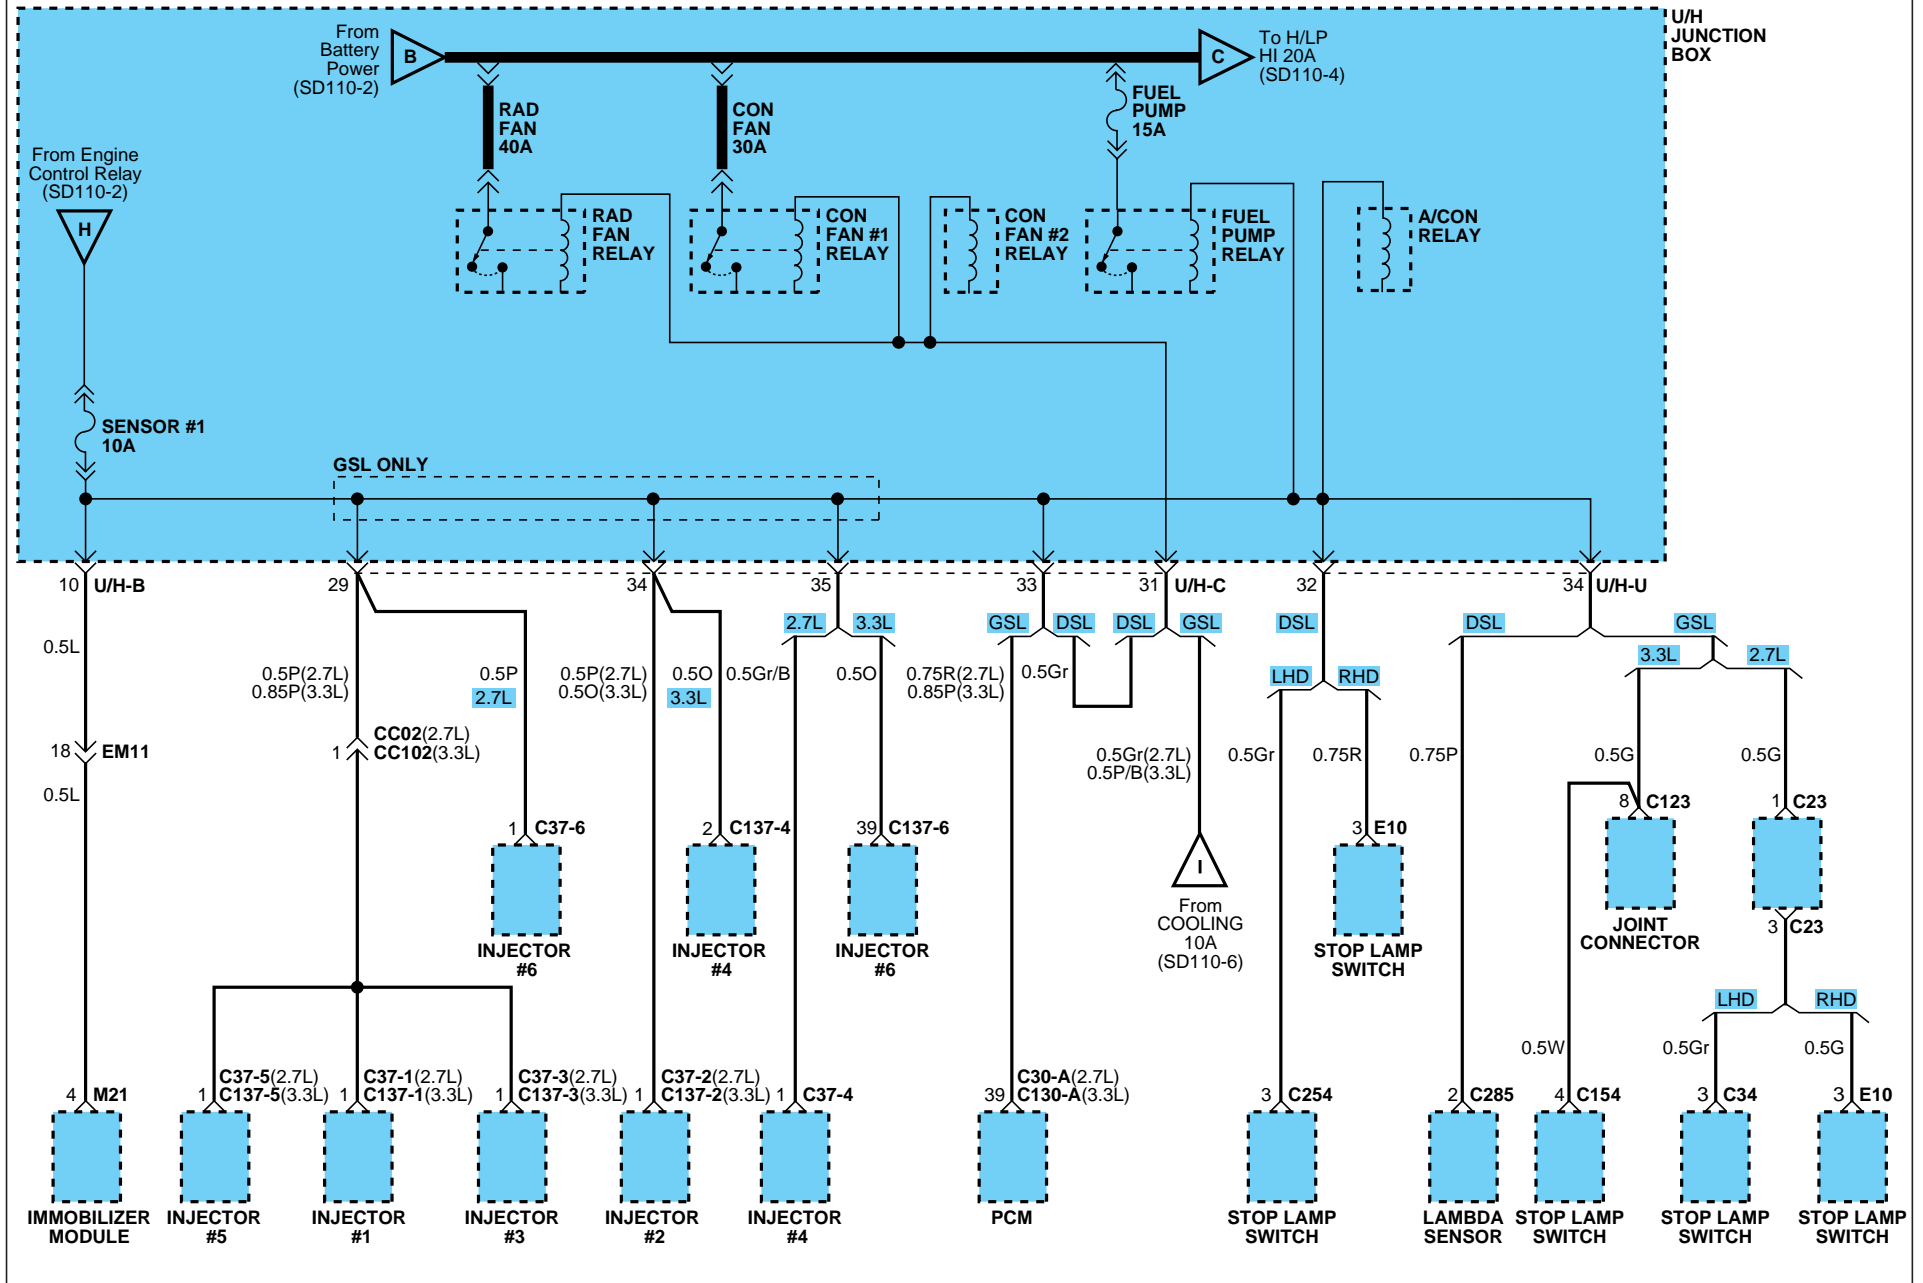 U/H
JUNCTION
BOX
From
Battery
Power
(SD110-2)
B
C
To H/LP
HI 20A
(SD110-4)
RAD
FAN
40A
CON
FAN
30A
FUEL
PUMP
15A
From Engine
Control Relay
(SD110-2)
H
RAD
FAN
RELAY
CON
FAN #1
RELAY
CON
FAN #2
RELAY
FUEL
PUMP
RELAY
A/CON
RELAY
SENSOR #1
10A
GSL ONLY
10 U/H-B
29
34
35
33
31 U/H-C
32
34 U/H-U
2.7L 3.3L
GSL DSL
DSL GSL
DSL
DSL
GSL
0.5L
0.5P(2.7L)
0.85P(3.3L)
0.5P
2.7L
0.5P(2.7L)
0.5O(3.3L)
0.5O
3.3L
0.5Gr/B
0.5O
0.75R(2.7L)
0.85P(3.3L)
0.5Gr
LHD RHD
3.3L 2.7L
18 EM11
0.5L
1 CC02(2.7L)
CC102(3.3L)
0.5Gr(2.7L)
0.5P/B(3.3L)
0.5Gr
0.75R
0.75P
0.5G
0.5G
1 C37-6
INJECTOR
#6
2 C137-4
INJECTOR
#4
39 C137-6
INJECTOR
#6
I
From
COOLING
10A
(SD110-6)
3 E10
STOP LAMP
SWITCH
8 C123
JOINT
CONNECTOR
1 C23
3 C23
LHD RHD
0.5W
0.5Gr
0.5G
4 M21
IMMOBILIZER
MODULE
1 C37-5(2.7L)
C137-5(3.3L)
INJECTOR
#5
1 C37-1(2.7L)
C137-1(3.3L)
INJECTOR
#1
1 C37-3(2.7L)
C137-3(3.3L)
INJECTOR
#3
1 C37-2(2.7L)
C137-2(3.3L)
INJECTOR
#2
1 C37-4
INJECTOR
#4
39 C30-A(2.7L)
C130-A(3.3L)
PCM
3 C254
STOP LAMP
SWITCH
2 C285
LAMBDA
SENSOR
4 C154
STOP LAMP
SWITCH
3 C34
STOP LAMP
SWITCH
3 E10
STOP LAMP
SWITCH